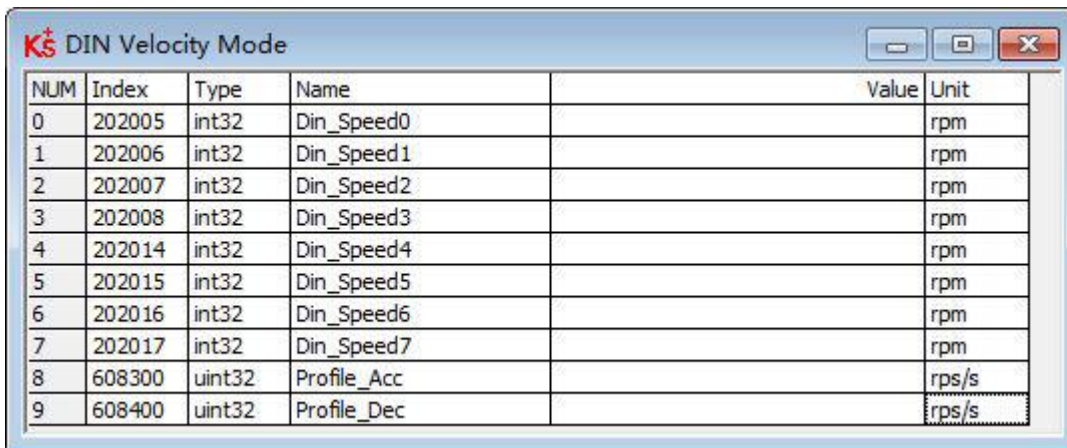 K+S DIN Velocity Mode
NUM Index Type Name Value Unit
0 202005 int32 Din_Speed0 rpm
1 202006 int32 Din_Speed1 rpm
2 202007 int32 Din_Speed2 rpm
3 202008 int32 Din_Speed3 rpm
4 202014 int32 Din_Speed4 rpm
5 202015 int32 Din_Speed5 rpm
6 202016 int32 Din_Speed6 rpm
7 202017 int32 Din_Speed7 rpm
8 608300 uint32 Profile_Acc rps/s
9 608400 uint32 Profile_Dec rps/s